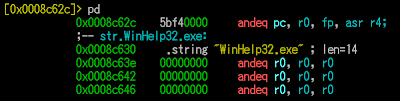 [0x0008c62c]> pd
0x0008c62c 5bf40000 andeq pc, r0, fp, asr r4;
;-- str.WinHelp32.exe:
0x0008c630 .string "WinHelp32.exe" ; len=14
0x0008c63e 00000000 andeq r0, r0, r0
0x0008c642 00000000 andeq r0, r0, r0
0x0008c646 00000000 andeq r0, r0, r0